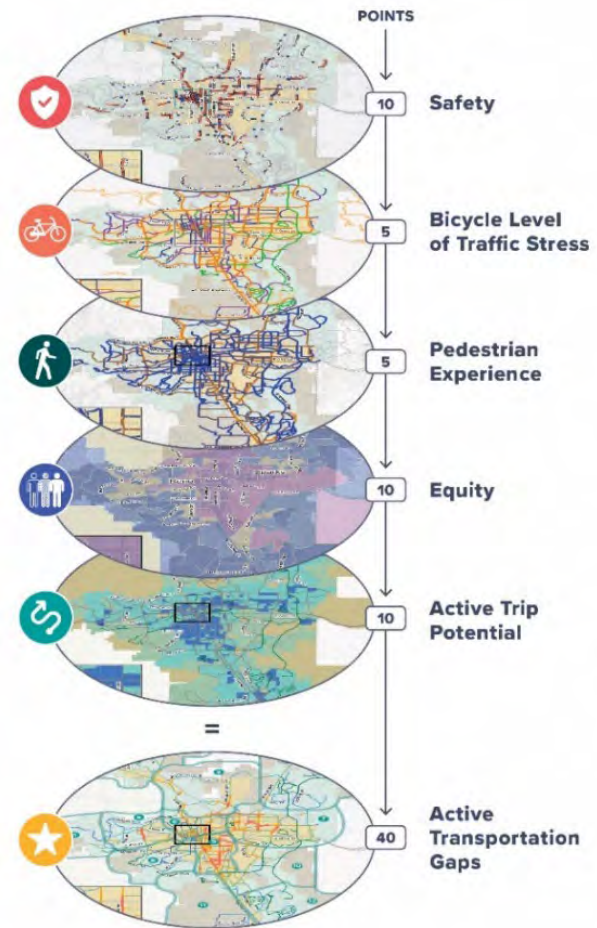 POINTS
10
Safety
5
Bicycle Level
of Traffic Stress
5
Pedestrian
Experience
10
Equity
10
Active Trip
Potential
=
40
Active
Transportation
Gaps